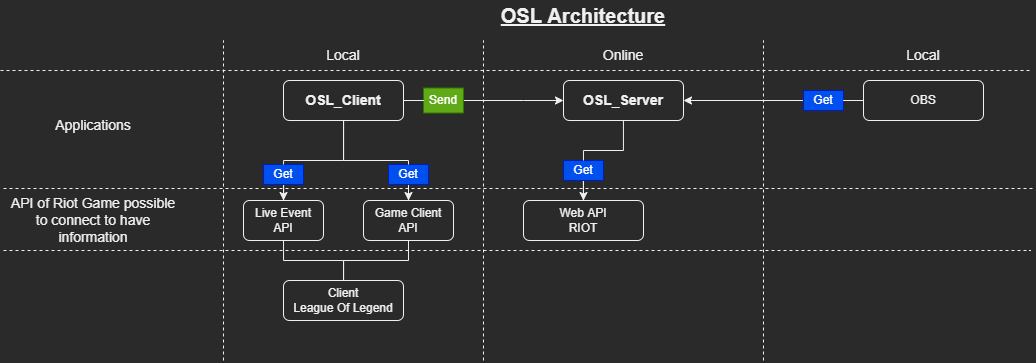 OSL Architecture
Local
Online
Local
Applications
OSL_Client
Send
OSL_Server
Get
OBS
Get
Get
Get
API of Riot Game possible
to connect to have
information
Live Event
API
Game Client
API
Web API
RIOT
Client
League Of Legend